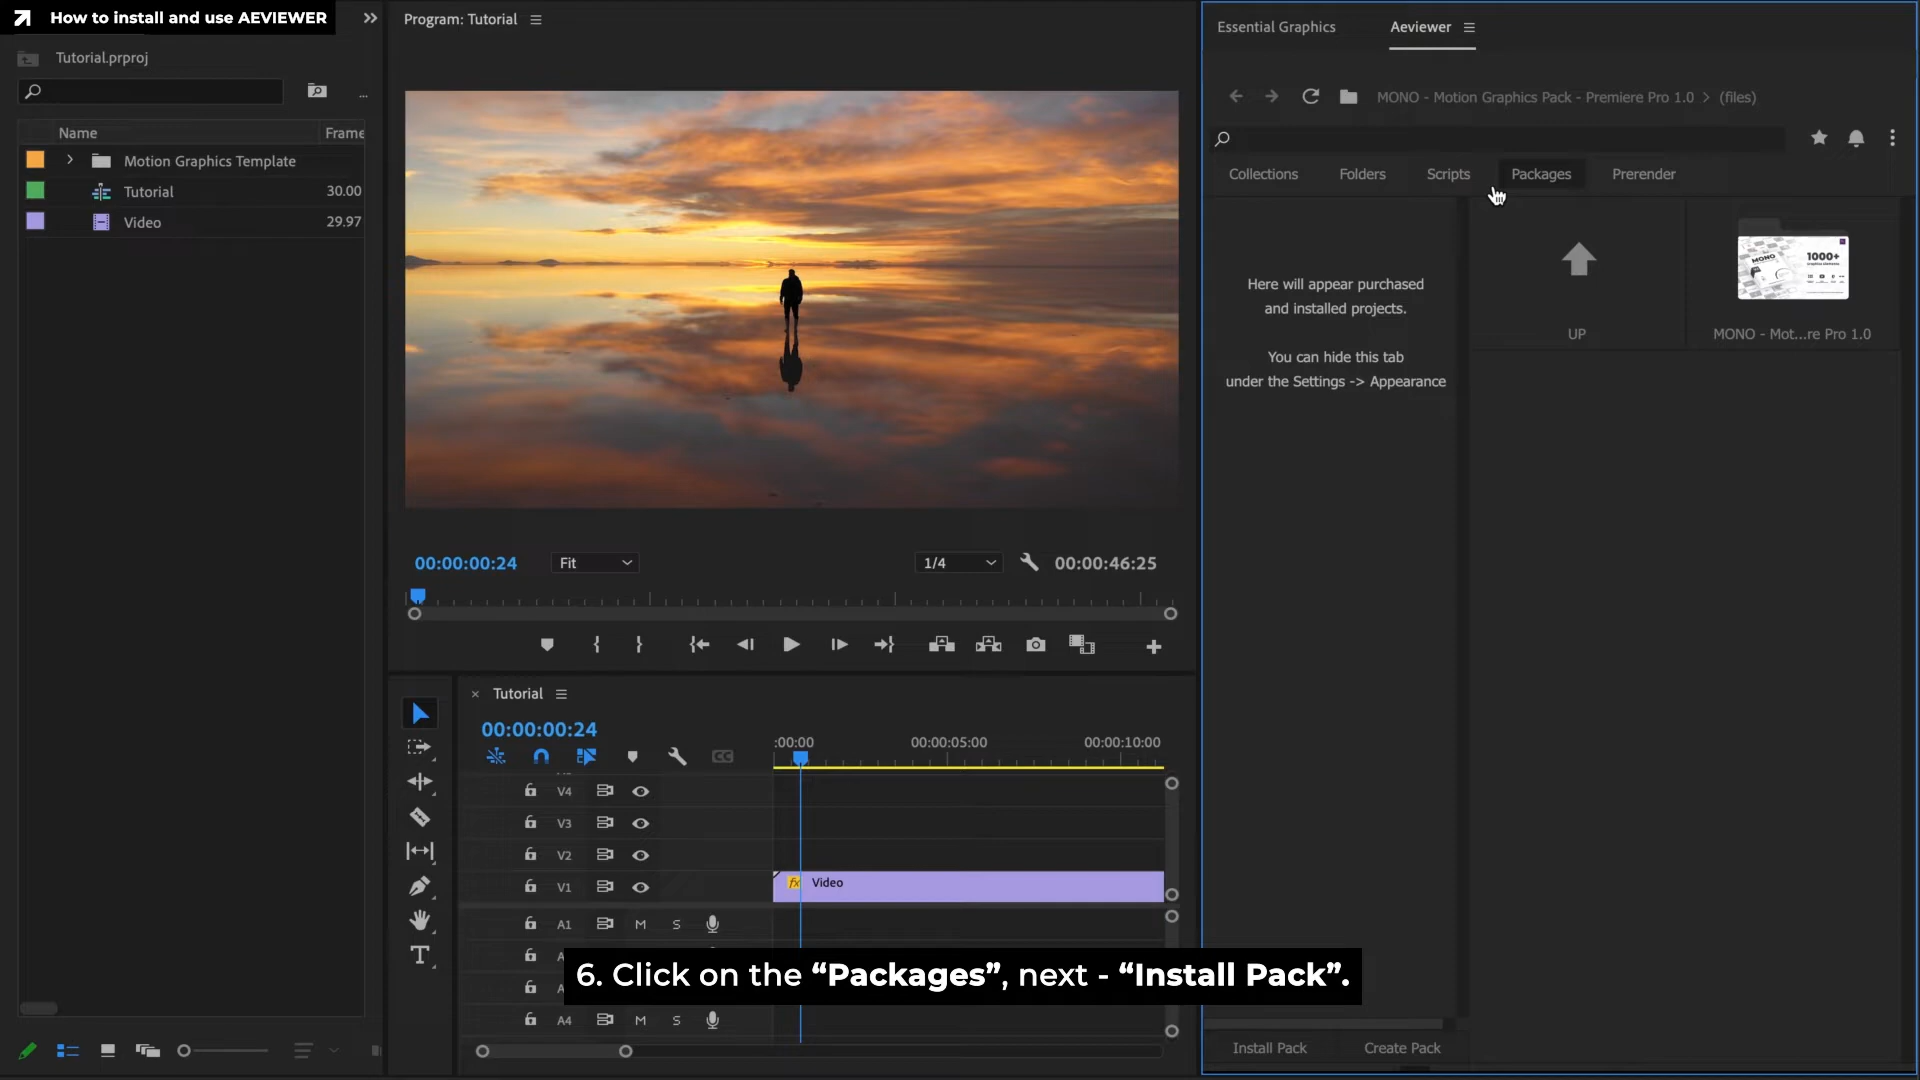 How to install and use AEVIEWER
Tutorial.prproj
...
Name
Frame
Motion Graphics Template
Tutorial
30.00
Video
29.97
Program: Tutorial
00:00:00:24
Fit
1/4
00:00:46:25
Tutorial
00:00:00:24
:00:00
00:00:05:00
00:00:10:00
V4
V3
V2
V1
Video
A1
M
S
A4
M
S
6. Click on the “Packages”, next - “Install Pack”.
Essential Graphics
Aeviewer
MONO - Motion Graphics Pack - Premiere Pro 1.0 > (files)
Collections
Folders
Scripts
Packages
Prerender
Here will appear purchased
and installed projects.
You can hide this tab
under the Settings -> Appearance
UP
MONO
1000+
MONO - Mot...re Pro 1.0
Install Pack
Create Pack